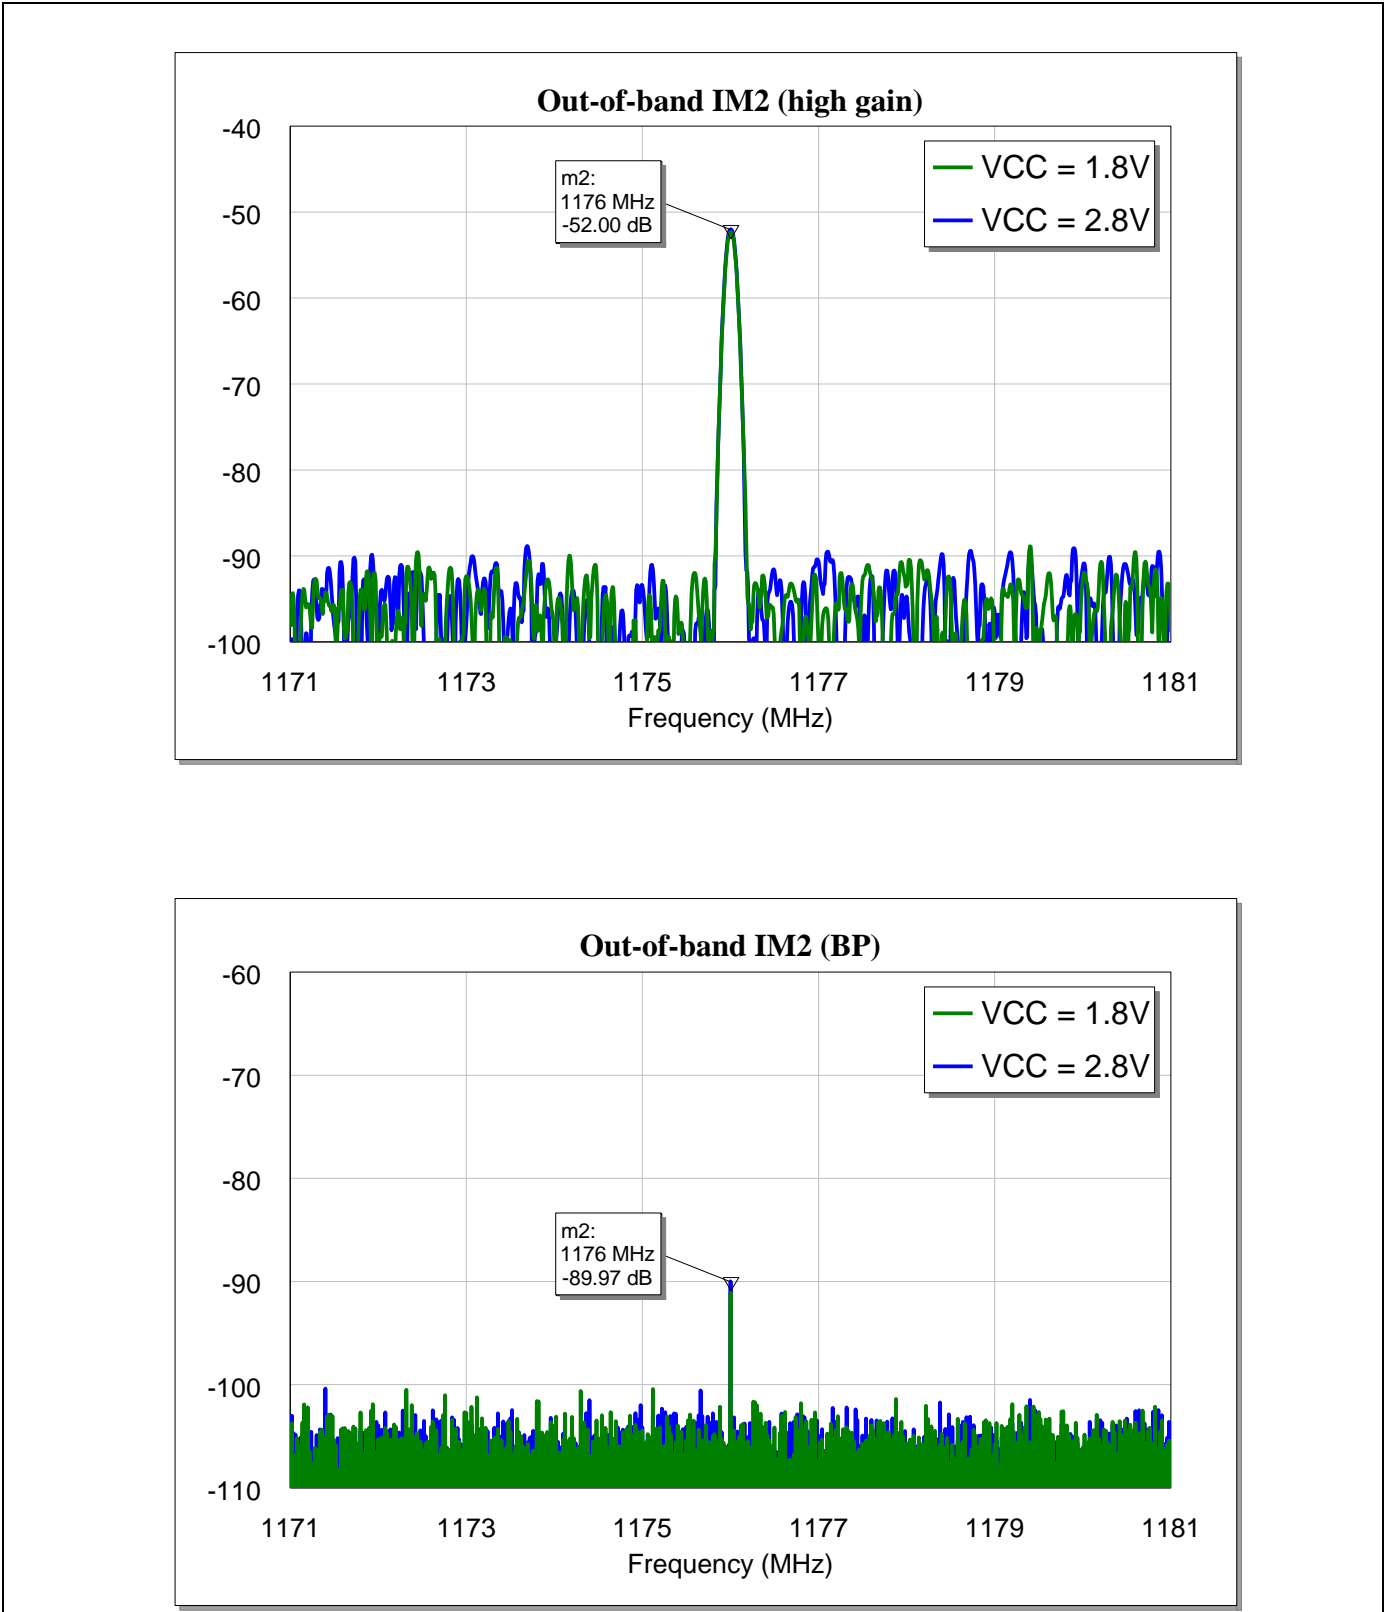 Out-of-band IM2 (high gain)
-40
-50
-60
-70
-80
-90
-100
m2:
1176 MHz
-52.00 dB
VCC = 1.8V
VCC = 2.8V
1171 1173 1175 1177 1179 1181
Frequency (MHz)
Out-of-band IM2 (BP)
-60
-70
-80
-90
-100
-110
VCC = 1.8V
VCC = 2.8V
m2:
1176 MHz
-89.97 dB
1171 1173 1175 1177 1179 1181
Frequency (MHz)